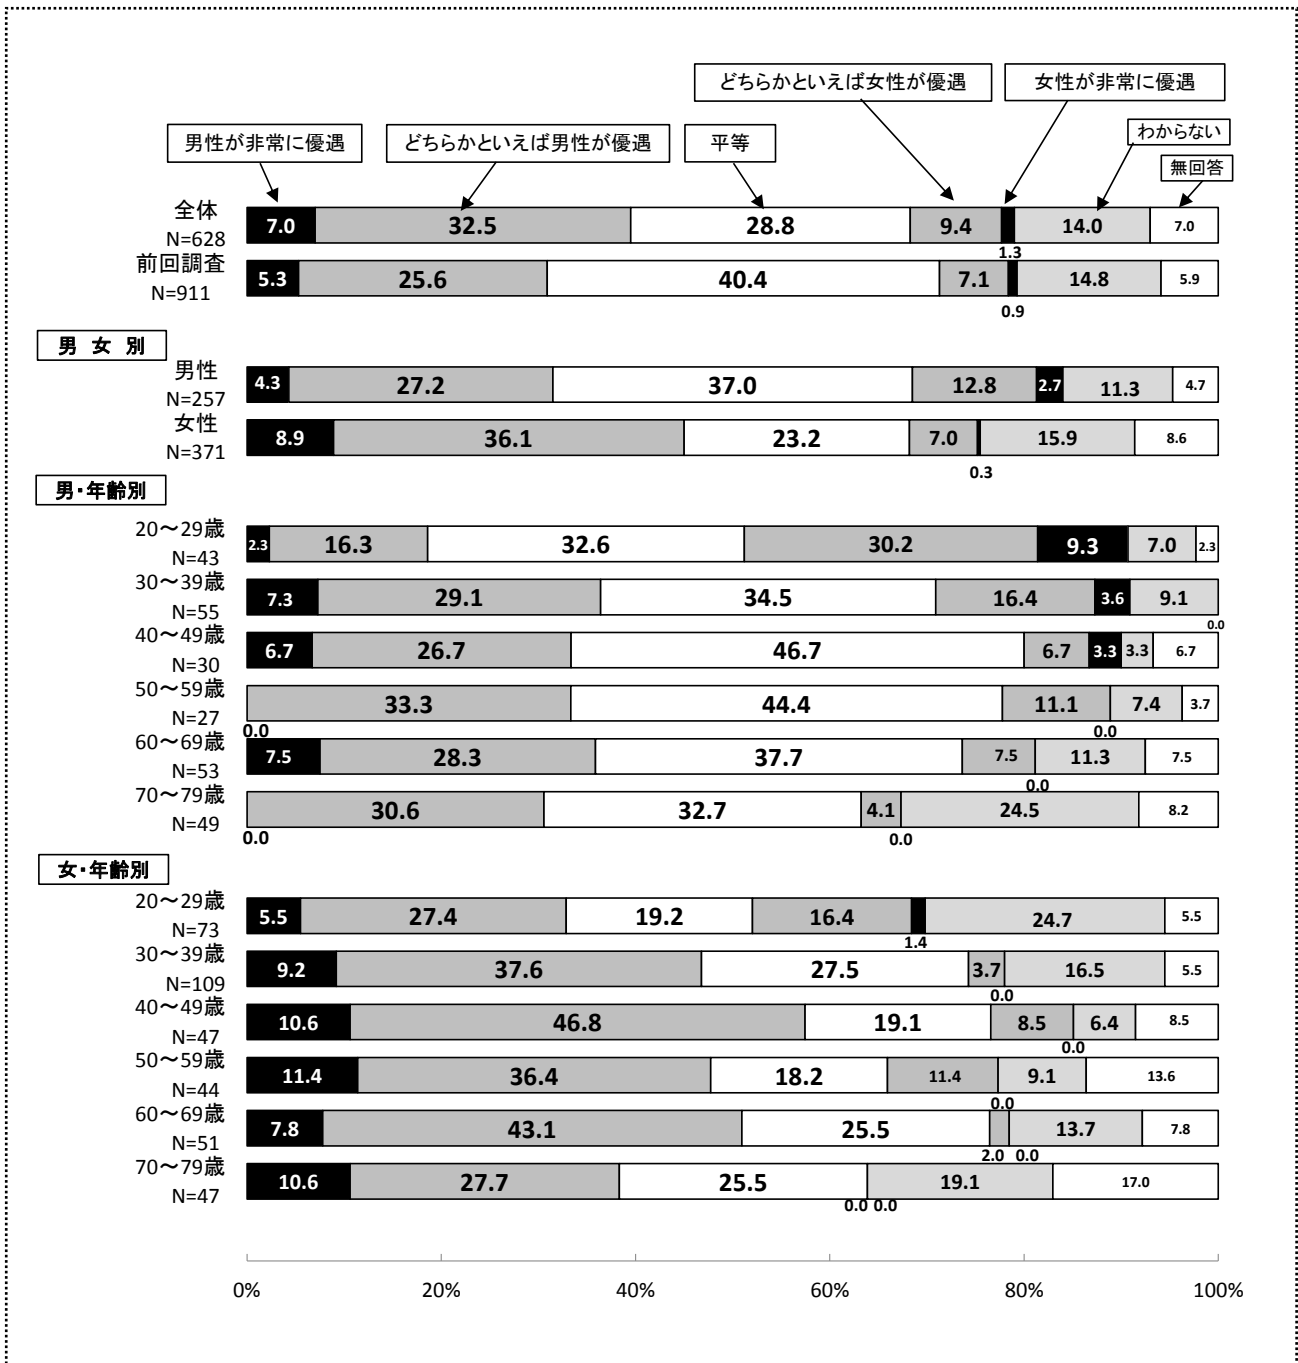 どちらかといえば女性が優遇 女性が非常に優遇
男性が非常に優遇 どちらかといえば男性が優遇 平等 わからない
無回答
全体
N=628
7.0 32.5 28.8 9.4 1.3 14.0 7.0
前回調査
N=911
5.3 25.6 40.4 7.1 0.9 14.8 5.9
男 女 別
男性
N=257
4.3 27.2 37.0 12.8 2.7 11.3 4.7
女性
N=371
8.9 36.1 23.2 7.0 0.3 15.9 8.6
男・年齢別
20～29歳
N=43
2.3 16.3 32.6 30.2 9.3 7.0 2.3
30～39歳
N=55
7.3 29.1 34.5 16.4 3.6 9.1 0.0
40～49歳
N=30
6.7 26.7 46.7 6.7 3.3 3.3 6.7
50～59歳
N=27
0.0 33.3 44.4 11.1 0.0 7.4 3.7
60～69歳
N=53
7.5 28.3 37.7 7.5 0.0 11.3 7.5
70～79歳
N=49
0.0 30.6 32.7 4.1 0.0 24.5 8.2
女・年齢別
20～29歳
N=73
5.5 27.4 19.2 16.4 1.4 24.7 5.5
30～39歳
N=109
9.2 37.6 27.5 3.7 0.0 16.5 5.5
40～49歳
N=47
10.6 46.8 19.1 8.5 0.0 6.4 8.5
50～59歳
N=44
11.4 36.4 18.2 11.4 0.0 9.1 13.6
60～69歳
N=51
7.8 43.1 25.5 2.0 0.0 13.7 7.8
70～79歳
N=47
10.6 27.7 25.5 0.0 0.0 19.1 17.0
0% 20% 40% 60% 80% 100%